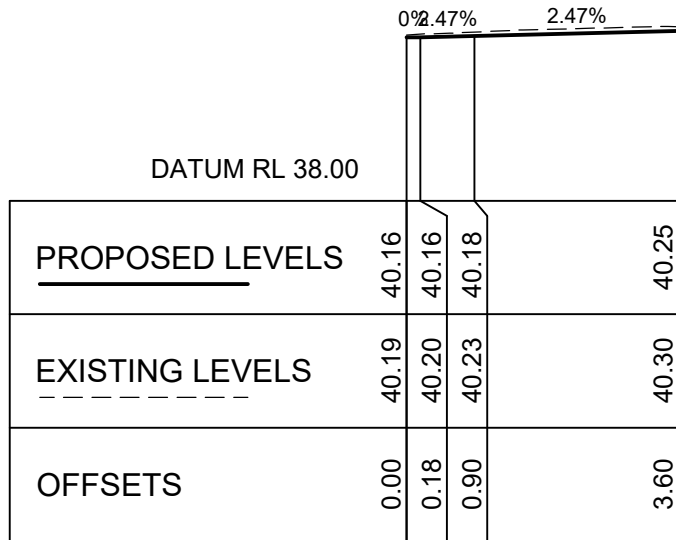 0% 2.47% 2.47%
DATUM RL 38.00
PROPOSED LEVELS 40.16 40.16 40.18 40.25
EXISTING LEVELS 40.19 40.20 40.23 40.30
OFFSETS 0.00 0.18 0.90 3.60